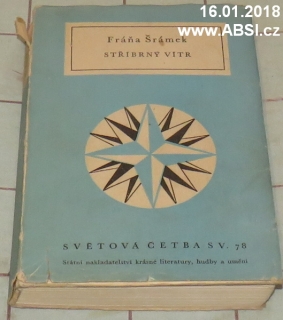 16.01.2018
www.ABSI.cz
Fráňa Šrámek
STŘÍBRNÝ VÍTR
SVĚTOVÁ ČETBA SV. 78
Státní nakladatelství krásné literatury, hudby a umění